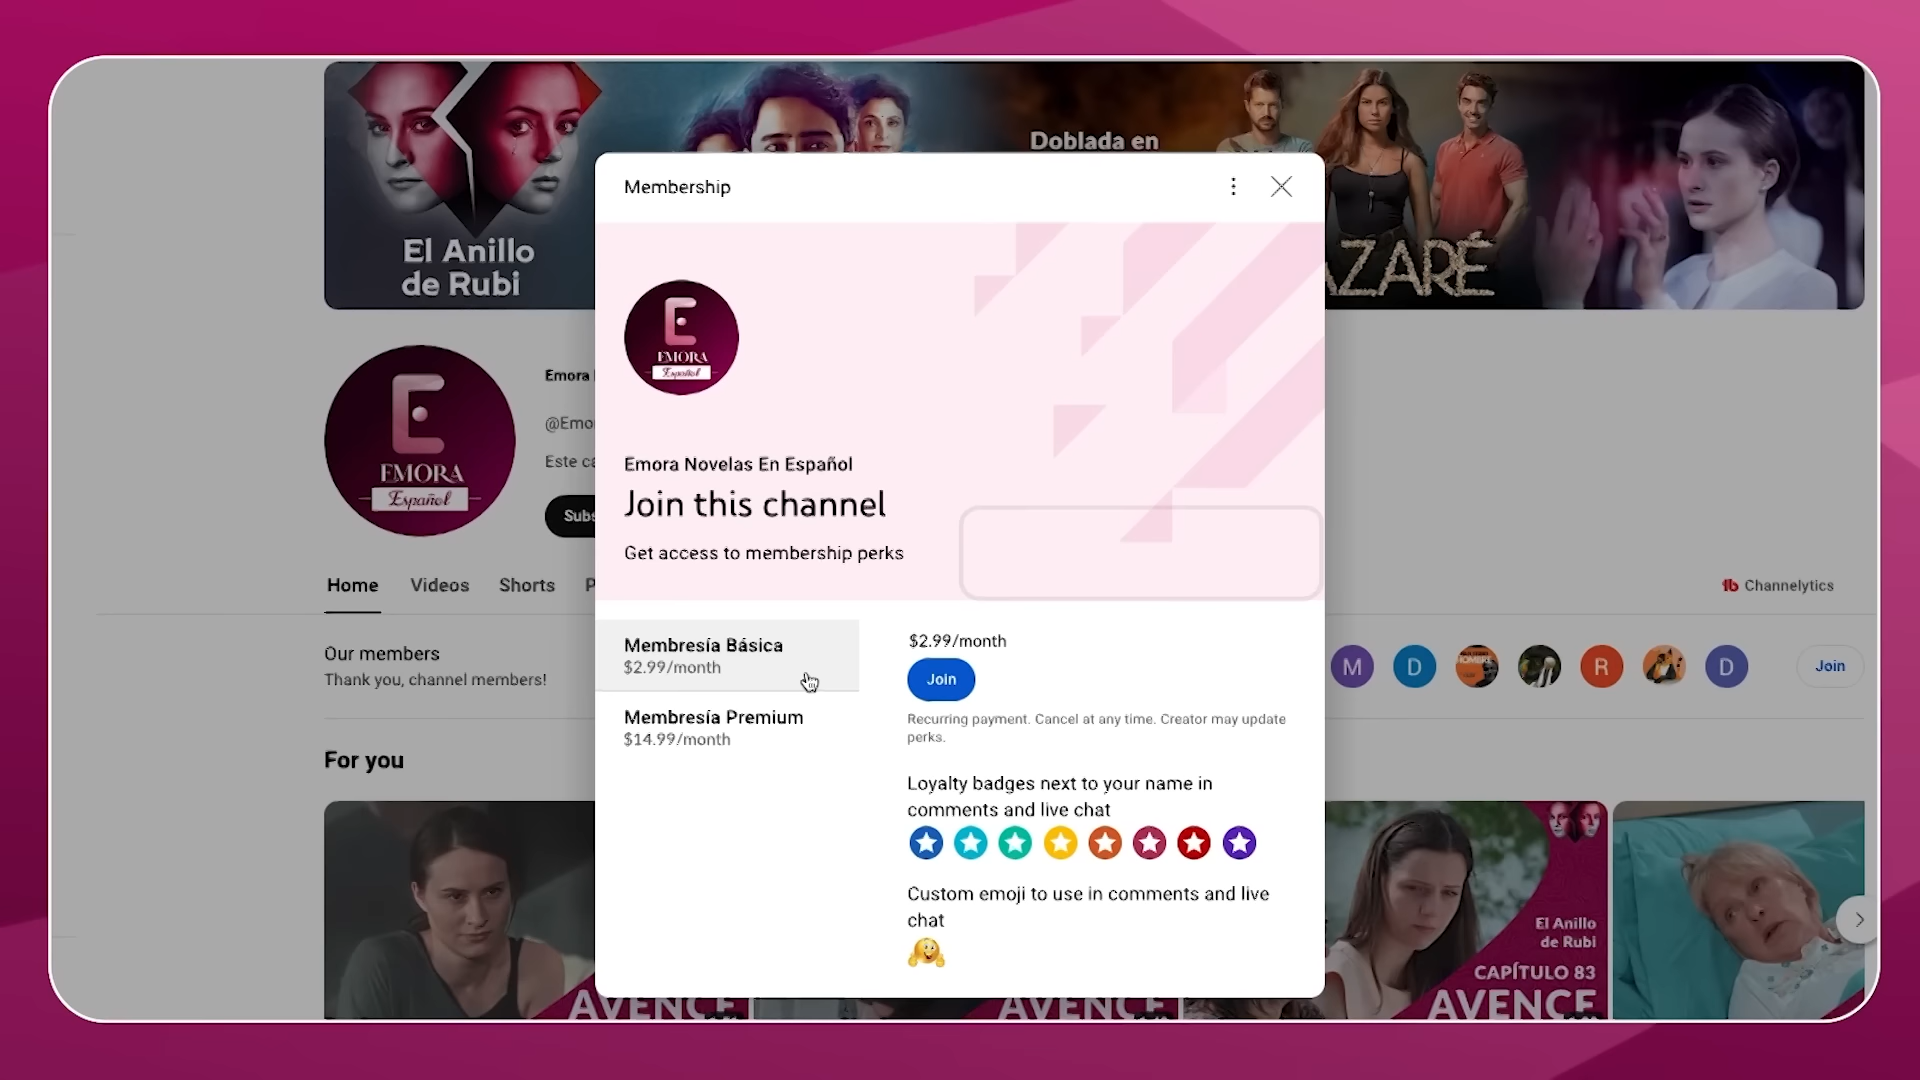 El Anillo
de Rubi
Doblada en
AZARÉ
Membership
E
EMORA
Español
Emora Novelas En Español
Join this channel
Get access to membership perks
Membresía Básica
$2.99/month
Membresía Premium
$14.99/month
$2.99/month
Join
Recurring payment. Cancel at any time. Creator may update
perks.
Loyalty badges next to your name in
comments and live chat
Custom emoji to use in comments and live
chat
E
EMORA
Español
Emora
@Emo
Este
Subs
Home Videos Shorts P
Channelytics
Our members
Thank you, channel members!
M D R D
Join
For you
AVENCE
AVENCE
El Anillo
de Rubi
CAPÍTULO 83
AVENCE